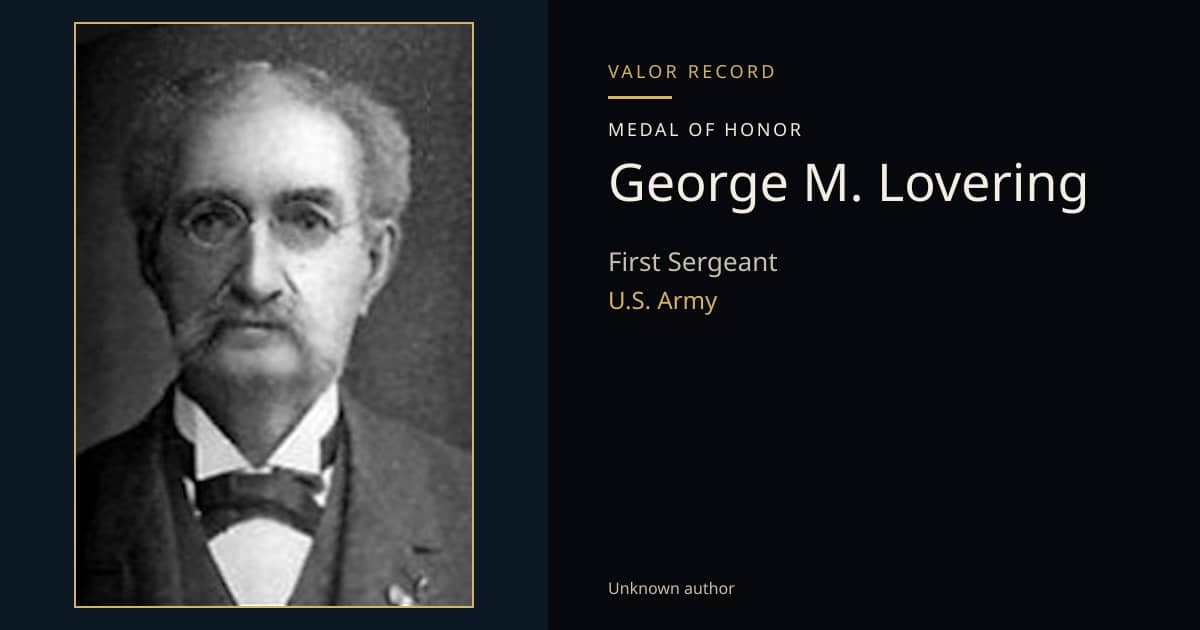 VALOR RECORD
MEDAL OF HONOR
George M. Lovering
First Sergeant
U.S. Army
Unknown author